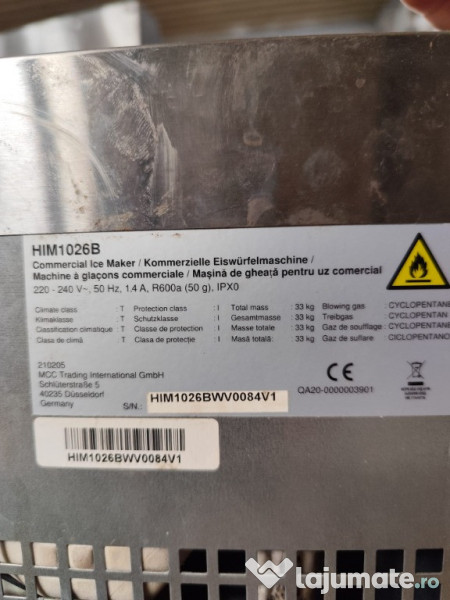 HIM1026B
Commercial Ice Maker / Kommerzielle Eiswürfelmaschine /
Machine à glaçons commerciale / Mașină de gheață pentru uz comercial
220 - 240 V~, 50 Hz, 1.4 A, R600a (50 g), IPX0
Climate class : T Protection class : I Total mass : 33 kg Blowing gas : CYCLOPENTANE
Klimaklasse : T Schutzklasse : I Gesamtmasse : 33 kg Treibgas : CYCLOPENTAN
Classification climatique : T Classe de protection : I Masse totale : 33 kg Gaz de soufflage : CYCLOPENTANE
Clasa de climă : T Clasa de protecție : I Masă totală : 33 kg Gaz de suflare : CICLOPENTANO
210205
MCC Trading International GmbH
Schlüterstraße 5
40235 Düsseldorf
Germany
S/N.: HIM1026BWV0084V1
CE
QA20-0000003901
HIM1026BWV0084V1
lajumate.ro